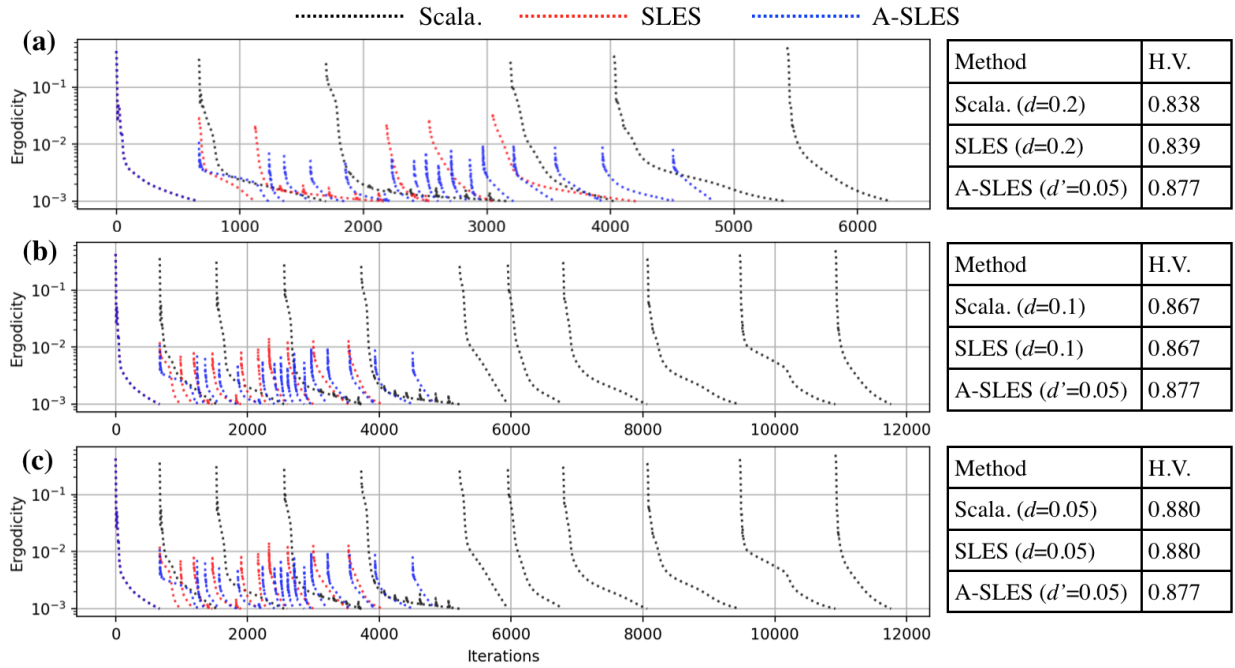 Scala. SLES A-SLES
(a)
Ergodicity
10⁻¹
10⁻²
10⁻³
0 1000 2000 3000 4000 5000 6000
Method H.V.
Scala. (d=0.2) 0.838
SLES (d=0.2) 0.839
A-SLES (d'=0.05) 0.877
(b)
Ergodicity
10⁻¹
10⁻²
10⁻³
0 2000 4000 6000 8000 10000 12000
Method H.V.
Scala. (d=0.1) 0.867
SLES (d=0.1) 0.867
A-SLES (d'=0.05) 0.877
(c)
Ergodicity
10⁻¹
10⁻²
10⁻³
0 2000 4000 6000 8000 10000 12000
Iterations
Method H.V.
Scala. (d=0.05) 0.880
SLES (d=0.05) 0.880
A-SLES (d'=0.05) 0.877